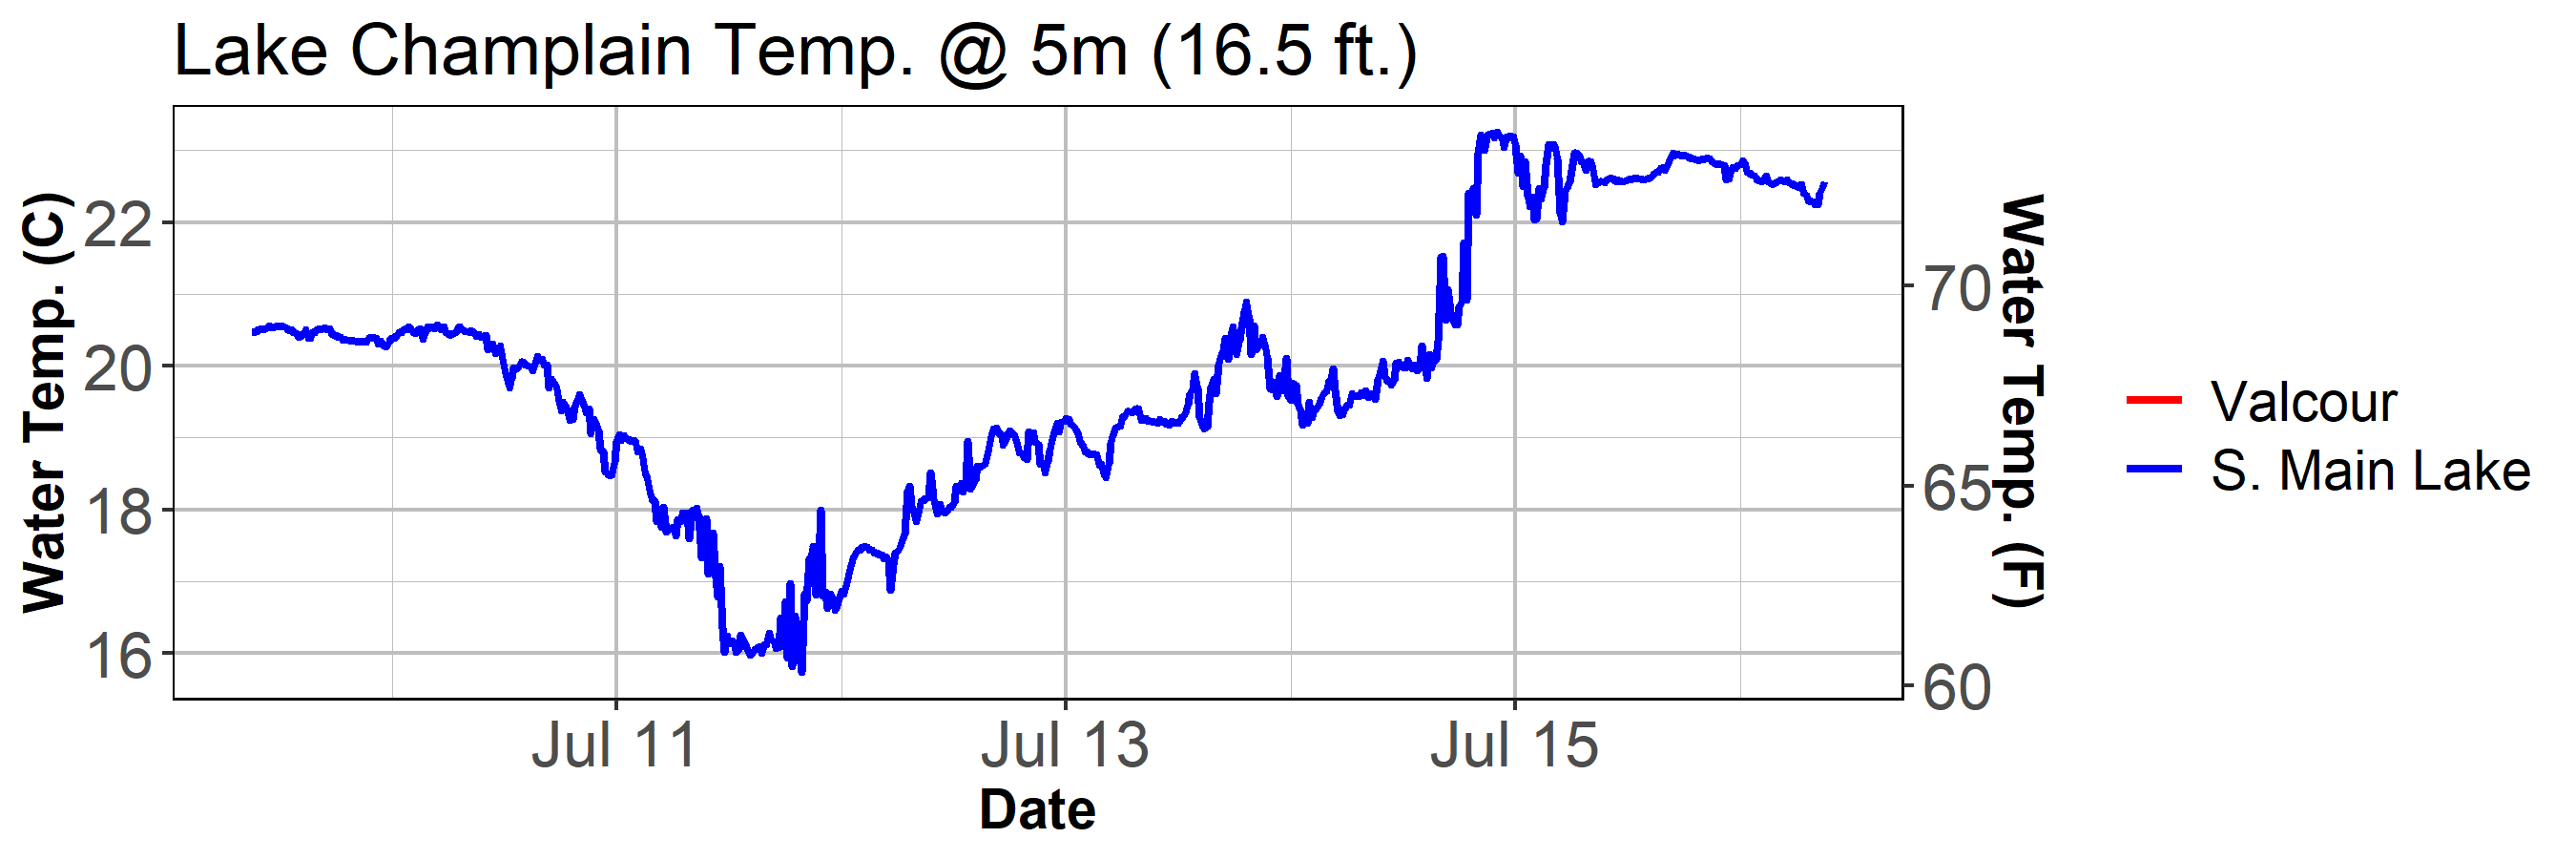 Lake Champlain Temp. @ 5m (16.5 ft.)
Water Temp. (C)
22
20
18
16
70
65
60
Water Temp. (F)
Jul 11
Jul 13
Jul 15
Date
Valcour
S. Main Lake